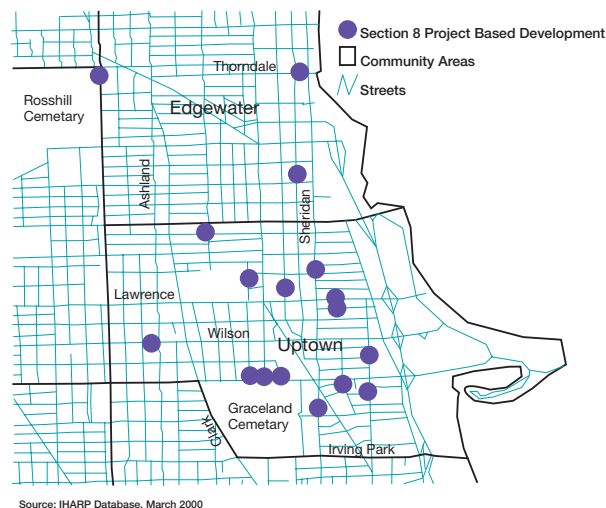 Section 8 Project Based Development
Community Areas
Streets
Thorndale
Rosshill
Cemetery
Edgewater
Ashland
Sheridan
Lawrence
Wilson
Uptown
Graceland
Cemetery
Clark
Irving Park
Source: IHARP Database, March 2000